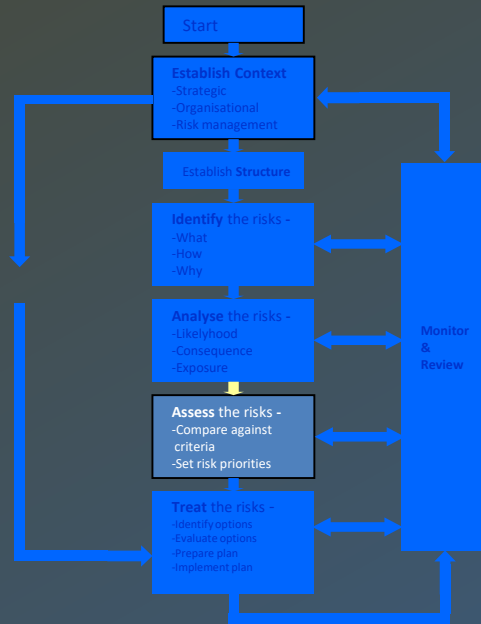 Start
Establish Context
-Strategic
-Organisational
-Risk management
Establish Structure
Identify the risks -
-What
-How
-Why
Analyse the risks -
-Likelyhood
-Consequence
-Exposure
Assess the risks -
-Compare against
criteria
-Set risk priorities
Treat the risks -
-Identify options
-Evaluate options
-Prepare plan
-Implement plan
Monitor
&
Review